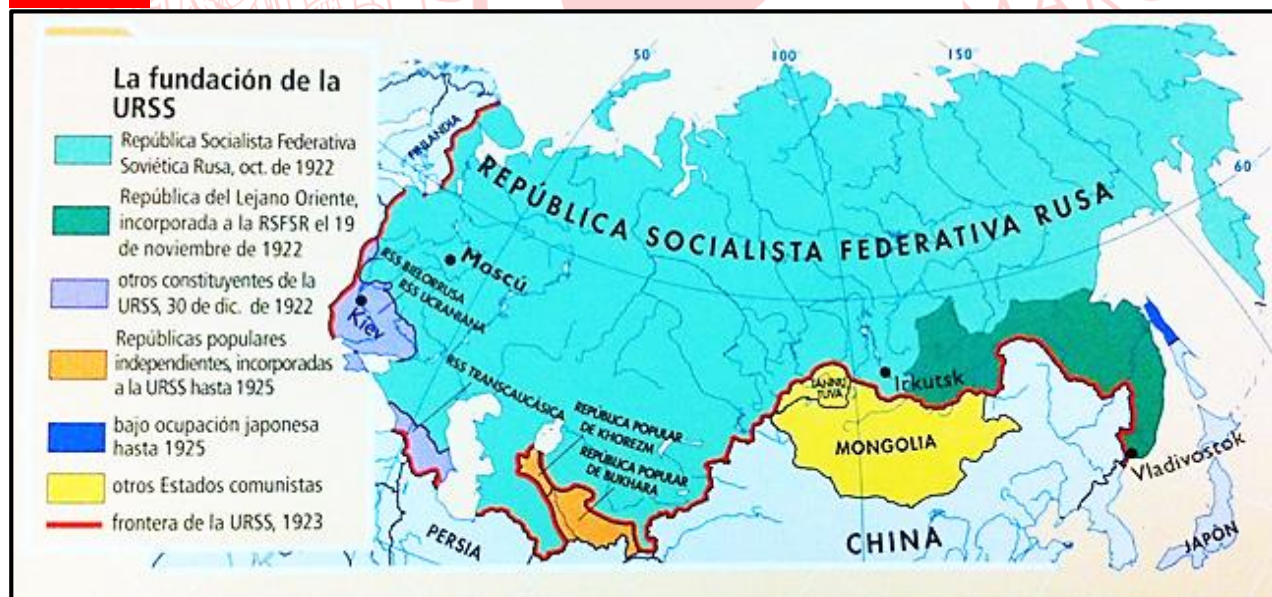 La fundación de la
URSS
República Socialista Federativa
Soviética Rusa, oct. de 1922
República del Lejano Oriente,
incorporada a la RSFSR el 19
de noviembre de 1922
otros constituyentes de la
URSS, 30 de dic. de 1922
Repúblicas populares
independientes, incorporadas
a la URSS hasta 1925
bajo ocupación japonesa
hasta 1925
otros Estados comunistas
frontera de la URSS, 1923
50
100
150
60
FINLANDIA
REPÚBLICA SOCIALISTA FEDERATIVA RUSA
Moscú
RSS BIELORRUSA
RSS UCRANIANA
Kiev
RSS TRANSCAUCÁSICA
REPÚBLICA POPULAR
DE KHOREZM
REPÚBLICA POPULAR
DE BUKHARA
TANNU
TUVA
Irkutsk
MONGOLIA
Vladivostok
PERSIA
CHINA
JAPÓN